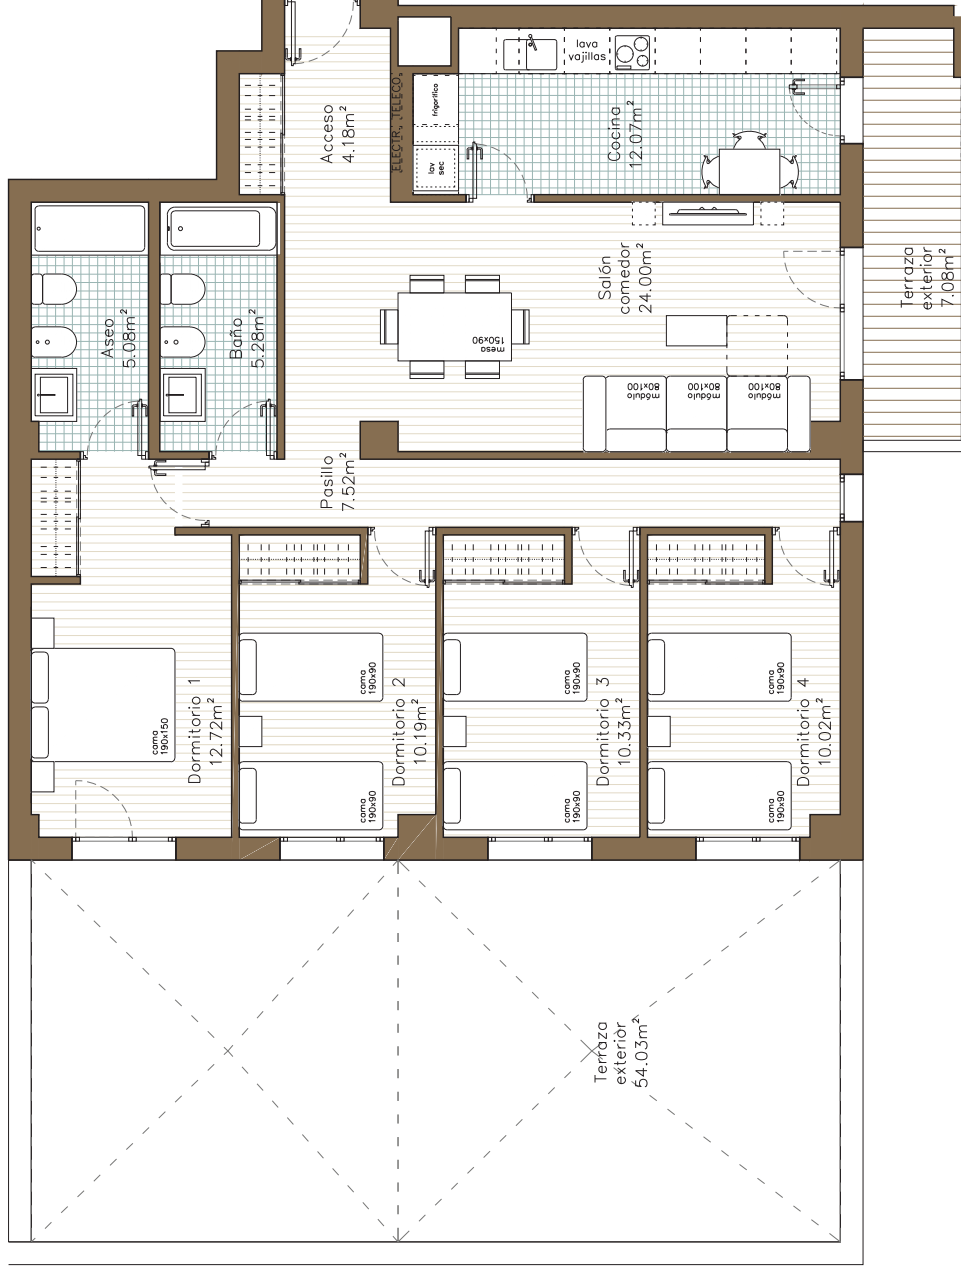 lava
vajillas
frigorífico
lav
sec
ELECTR, TELECO,
Acceso
4.18m²
Cocina
12.07m²
Salón
comedor
24.00m²
Terraza
exterior
7.08m²
Aseo
5.08m²
Baño
5.28m²
mesa
150x90
módulo
80x100
módulo
80x100
módulo
80x100
Pasillo
7.52m²
cama
190x150
Dormitorio 1
12.72m²
cama
190x90
cama
190x90
Dormitorio 2
10.19m²
cama
190x90
cama
190x90
Dormitorio 3
10.33m²
cama
190x90
cama
190x90
Dormitorio 4
10.02m²
Terraza
exterior
54.03m²